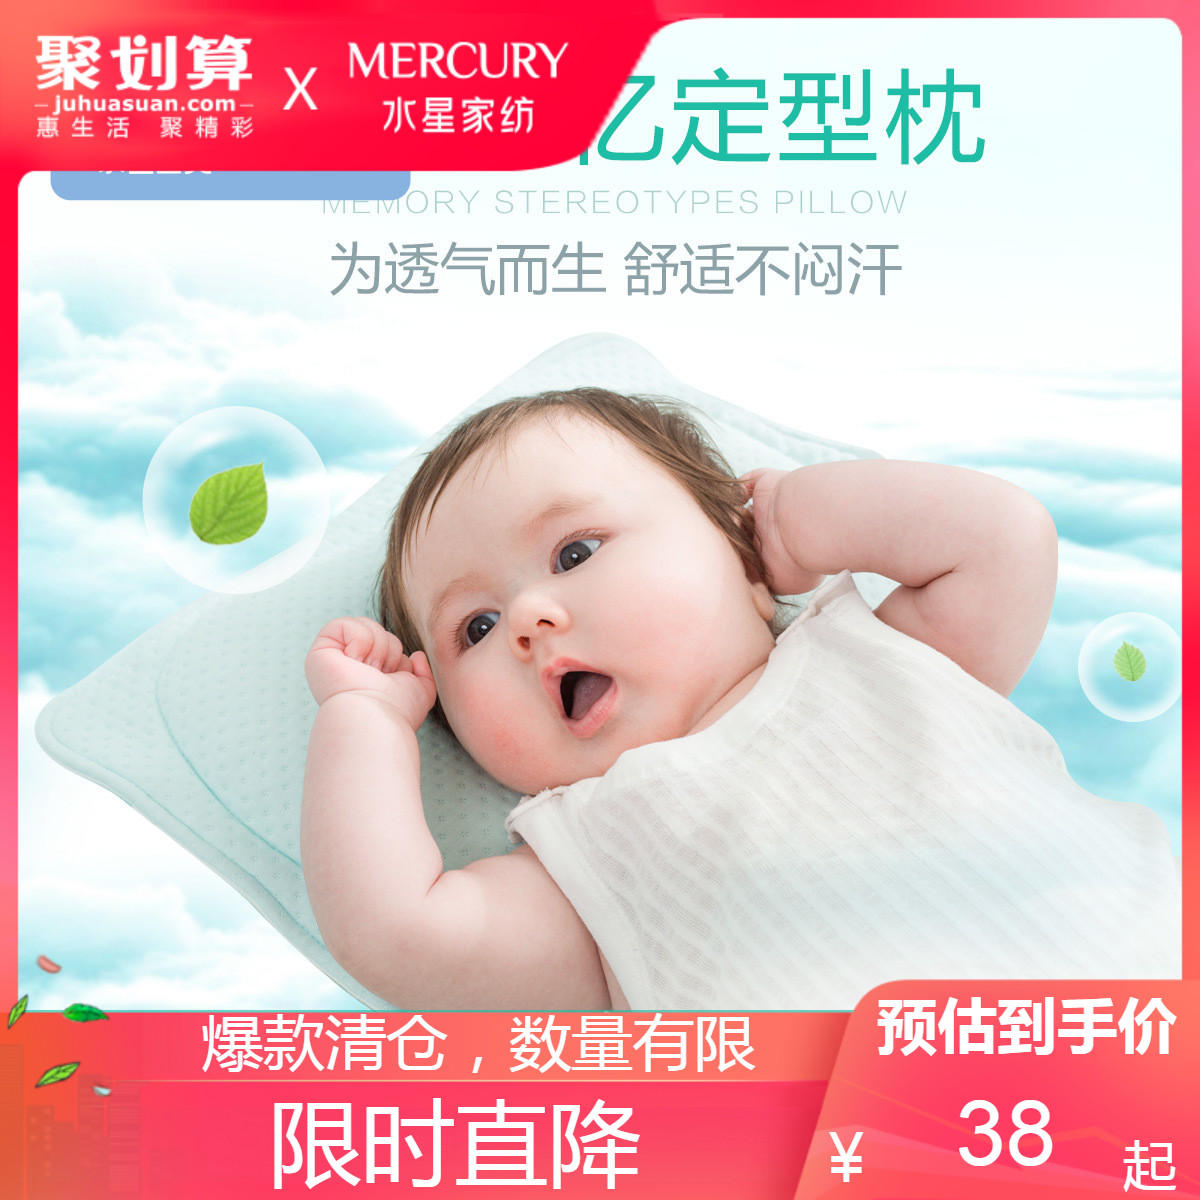 聚划算
juhuasuan.com
惠生活 聚精彩
X
MERCURY
水星家纺
忆定型枕
MEMORY STEREOTYPES PILLOW
为透气而生 舒适不闷汗
爆款清仓，数量有限
限时直降
预估到手价
¥ 38 起